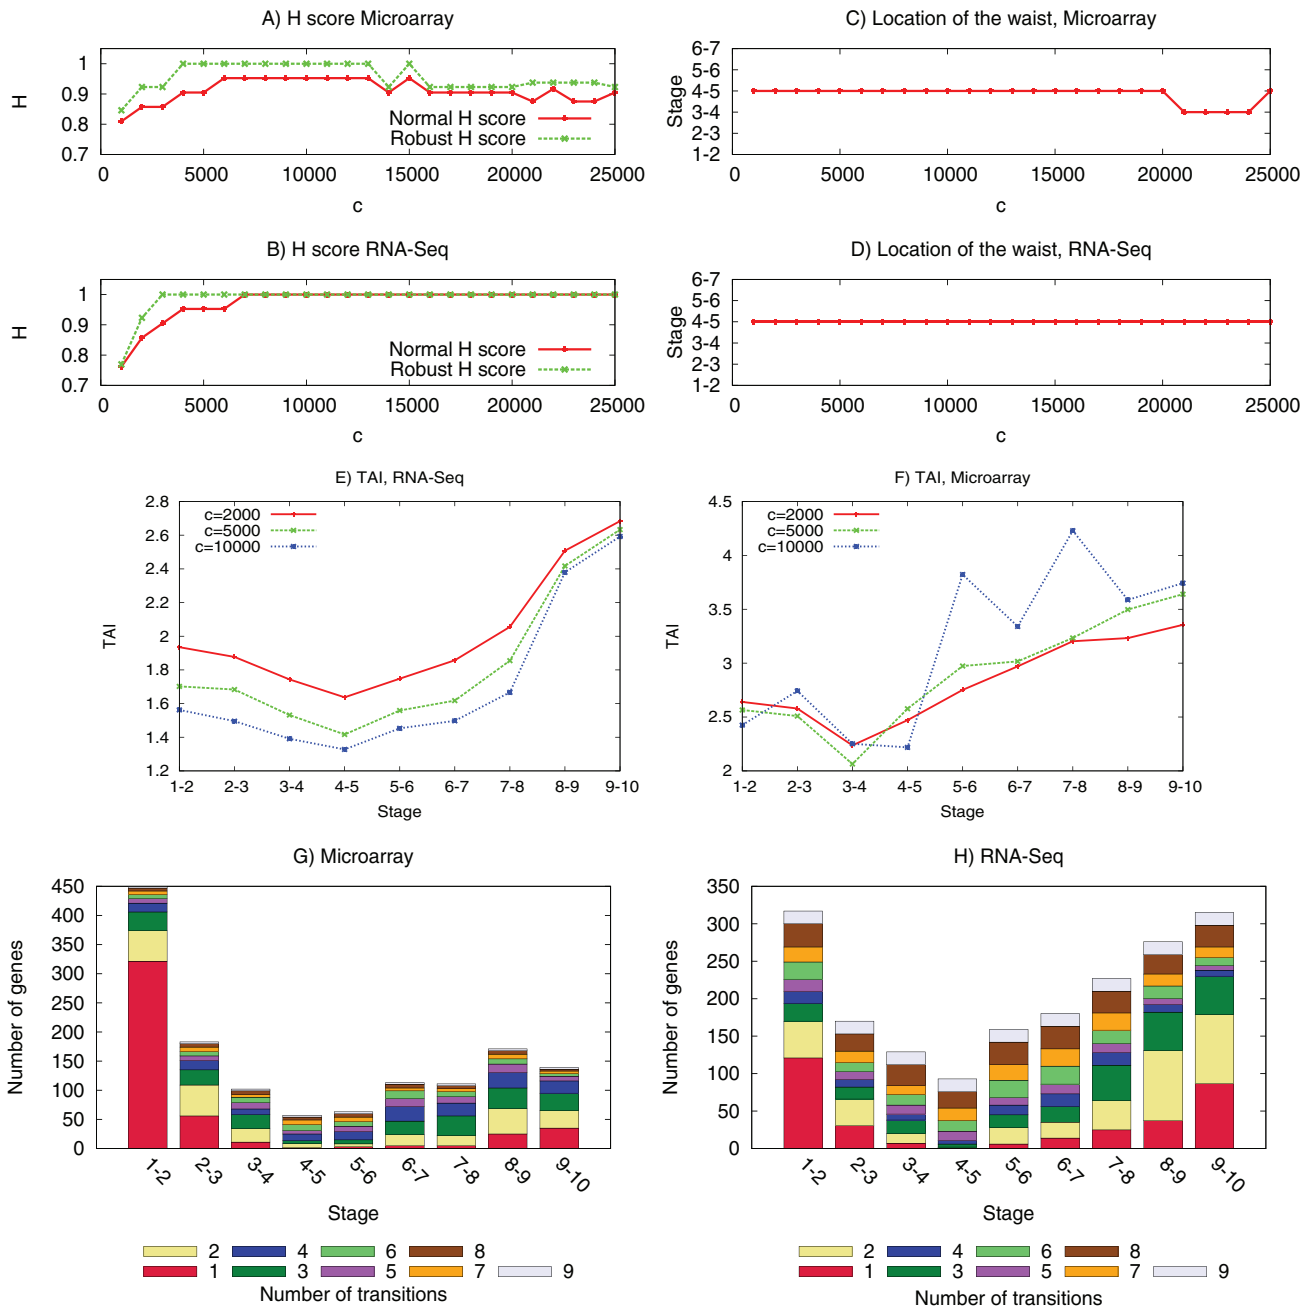 A) H score Microarray
H
1
0.9
0.8
0.7
Normal H score
Robust H score
0 5000 10000 15000 20000 25000
c
C) Location of the waist, Microarray
Stage
6-7
5-6
4-5
3-4
2-3
1-2
0 5000 10000 15000 20000 25000
c
B) H score RNA-Seq
H
1
0.9
0.8
0.7
Normal H score
Robust H score
0 5000 10000 15000 20000 25000
c
D) Location of the waist, RNA-Seq
Stage
6-7
5-6
4-5
3-4
2-3
1-2
0 5000 10000 15000 20000 25000
c
E) TAI, RNA-Seq
TAI
2.8
2.6
2.4
2.2
2
1.8
1.6
1.4
1.2
c=2000
c=5000
c=10000
1-2 2-3 3-4 4-5 5-6 6-7 7-8 8-9 9-10
Stage
F) TAI, Microarray
TAI
4.5
4
3.5
3
2.5
2
c=2000
c=5000
c=10000
1-2 2-3 3-4 4-5 5-6 6-7 7-8 8-9 9-10
Stage
G) Microarray
Number of genes
450
400
350
300
250
200
150
100
50
0
1-2 2-3 3-4 4-5 5-6 6-7 7-8 8-9 9-10
Stage
2 4 6 8
1 3 5 7 9
Number of transitions
H) RNA-Seq
Number of genes
350
300
250
200
150
100
50
0
1-2 2-3 3-4 4-5 5-6 6-7 7-8 8-9 9-10
Stage
2 4 6 8
1 3 5 7 9
Number of transitions